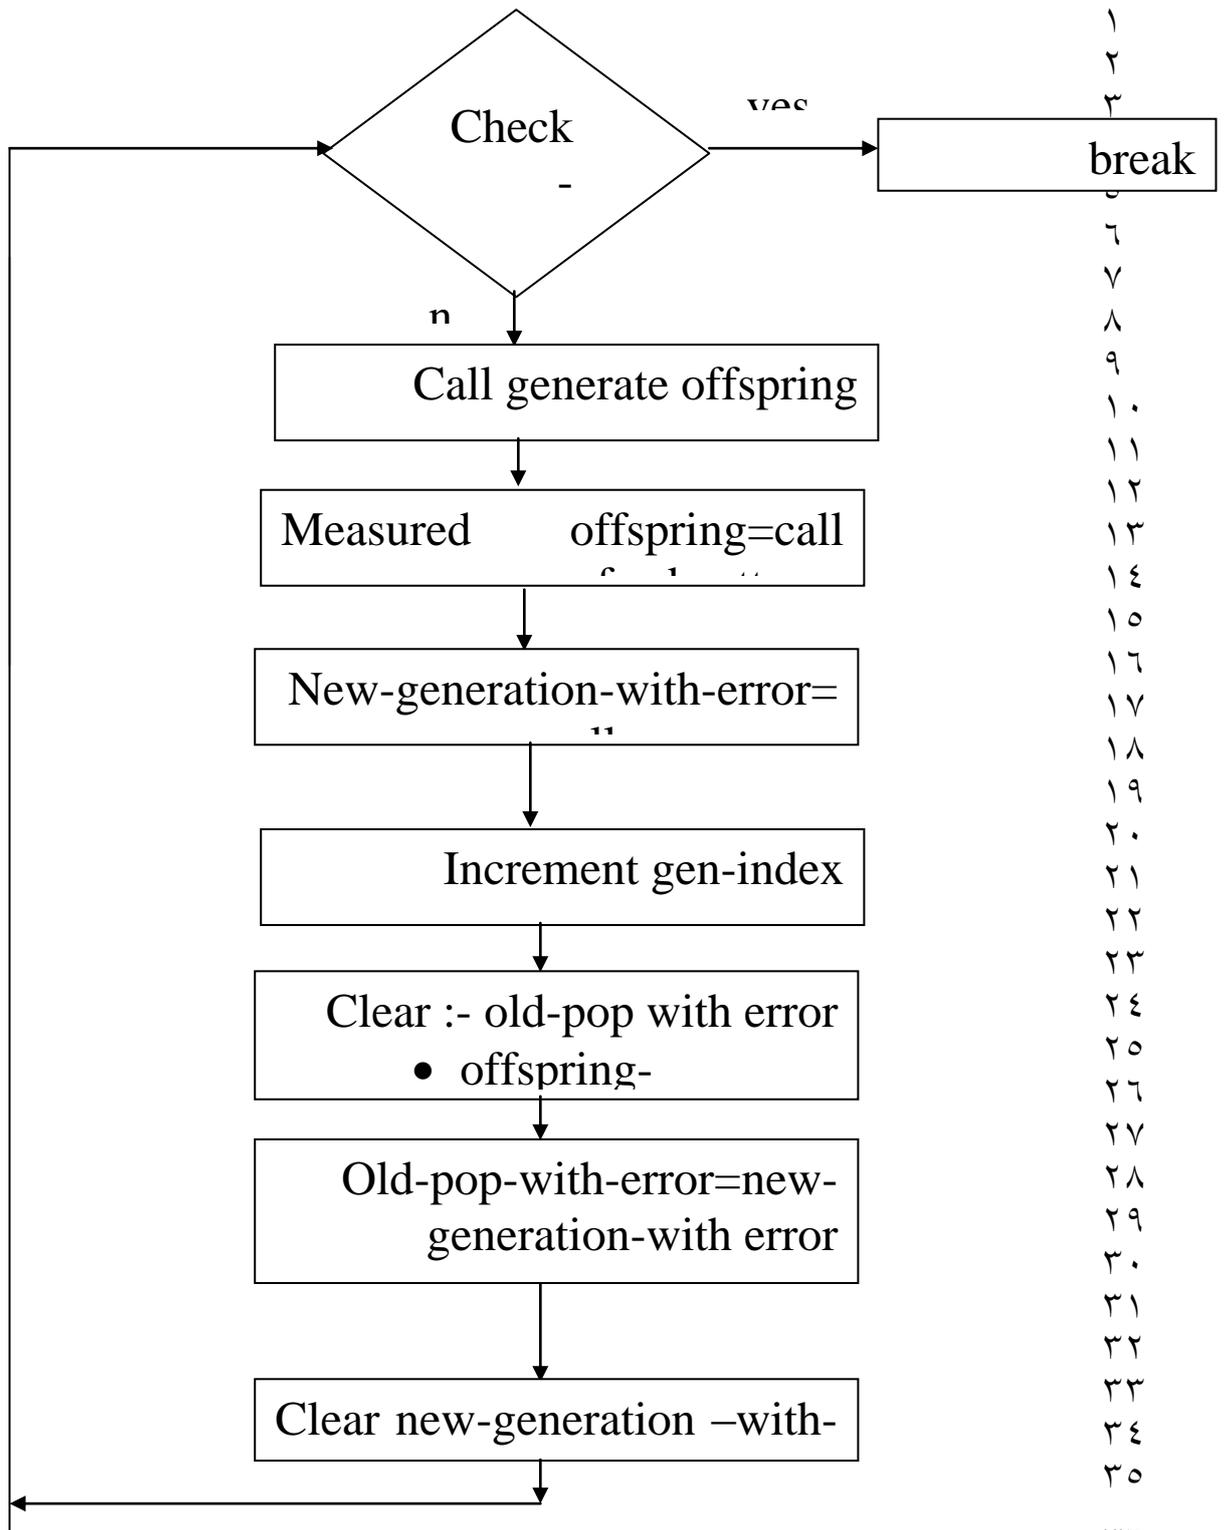 Check
-
yes
break
n
Call generate offspring
Measured offspring=call
New-generation-with-error=
Increment gen-index
Clear :- old-pop with error
• offspring-
Old-pop-with-error=new-
generation-with error
Clear new-generation –with-
١
٢
٣
٦
٧
٨
٩
١٠
١١
١٢
١٣
١٤
١٥
١٦
١٧
١٨
١٩
٢٠
٢١
٢٢
٢٣
٢٤
٢٥
٢٦
٢٧
٢٨
٢٩
٣٠
٣١
٣٢
٣٣
٣٤
٣٥